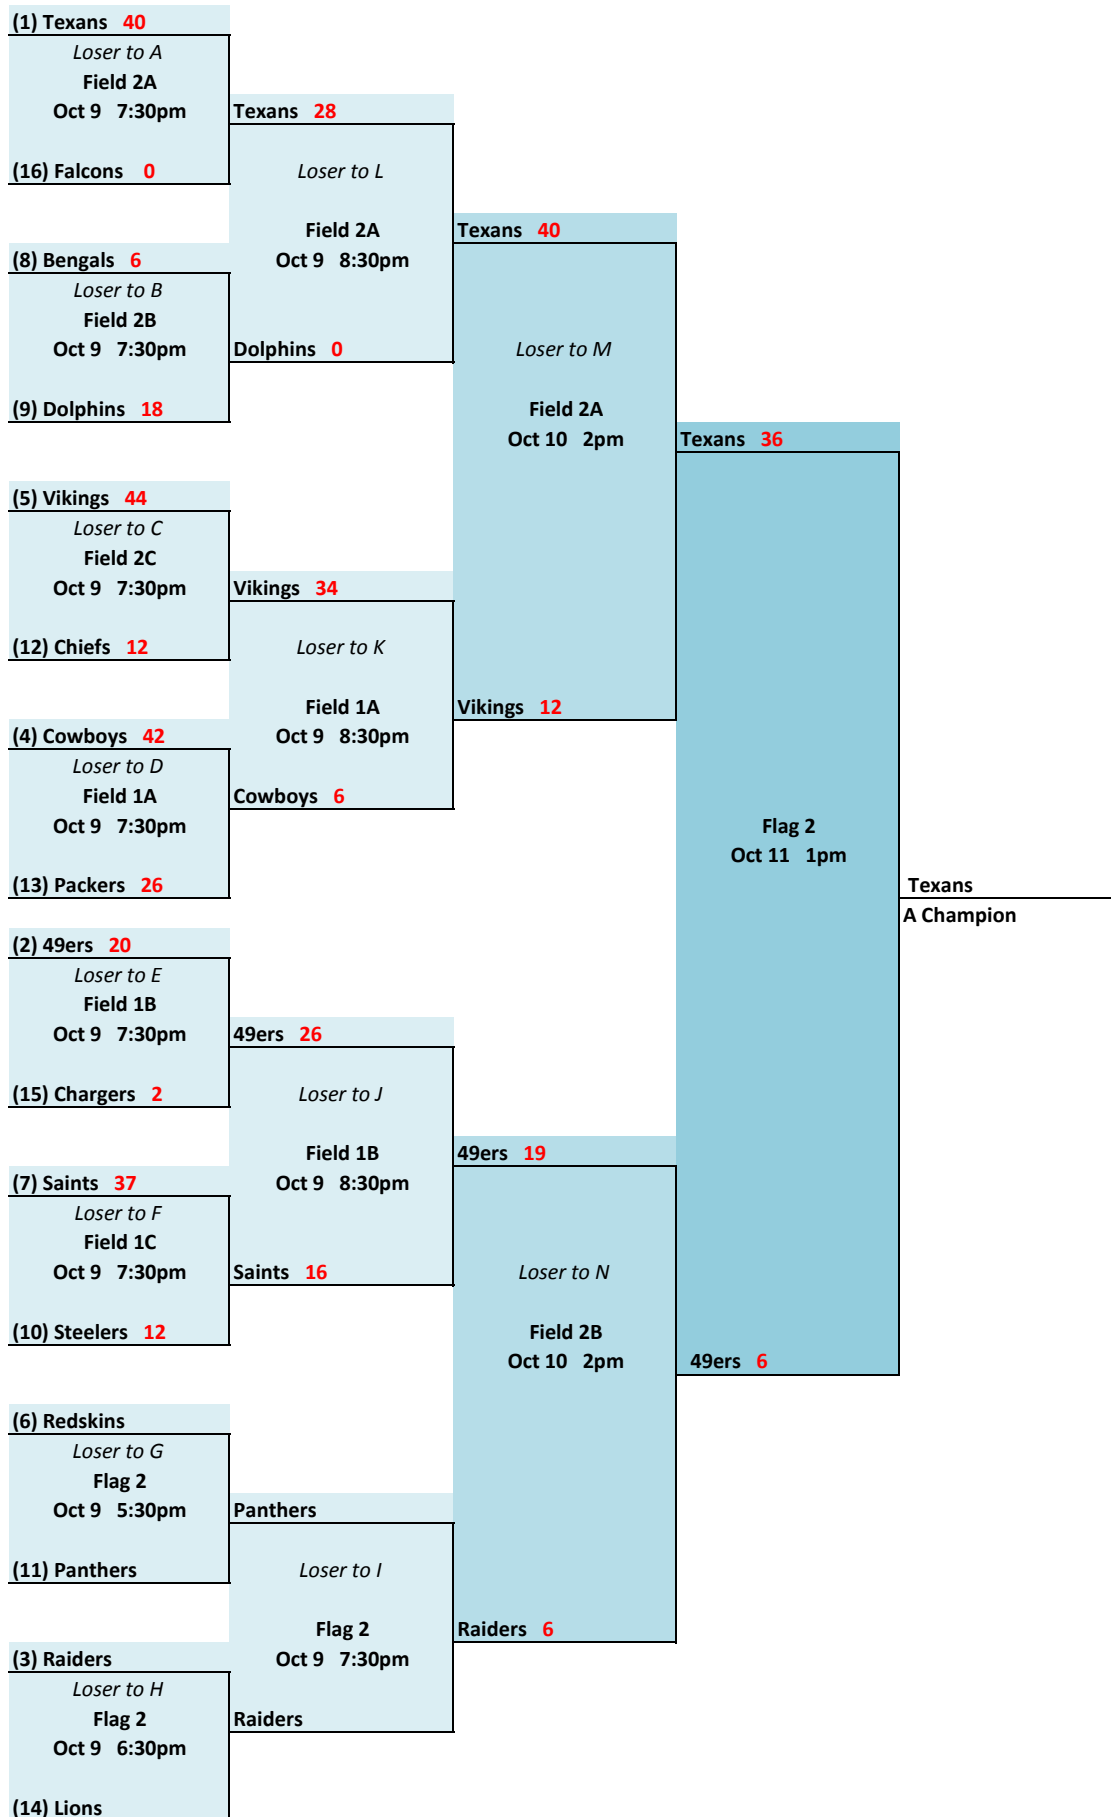 (1) Texans 40
Loser to A
Field 2A
Oct 9 7:30pm
Texans 28
(16) Falcons 0
Loser to L
Field 2A
Texans 40
(8) Bengals 6
Oct 9 8:30pm
Loser to B
Field 2B
Oct 9 7:30pm
Dolphins 0
Loser to M
(9) Dolphins 18
Field 2A
Oct 10 2pm
Texans 36
(5) Vikings 44
Loser to C
Field 2C
Oct 9 7:30pm
Vikings 34
(12) Chiefs 12
Loser to K
Field 1A
Vikings 12
(4) Cowboys 42
Oct 9 8:30pm
Loser to D
Field 1A
Cowboys 6
Oct 9 7:30pm
Flag 2
Oct 11 1pm
(13) Packers 26
Texans
A Champion
(2) 49ers 20
Loser to E
Field 1B
Oct 9 7:30pm
49ers 26
(15) Chargers 2
Loser to J
Field 1B
49ers 19
(7) Saints 37
Oct 9 8:30pm
Loser to F
Field 1C
Oct 9 7:30pm
Saints 16
Loser to N
(10) Steelers 12
Field 2B
Oct 10 2pm
49ers 6
(6) Redskins
Loser to G
Flag 2
Oct 9 5:30pm
Panthers
(11) Panthers
Loser to I
Flag 2
Raiders 6
(3) Raiders
Oct 9 7:30pm
Loser to H
Flag 2
Raiders
Oct 9 6:30pm
(14) Lions